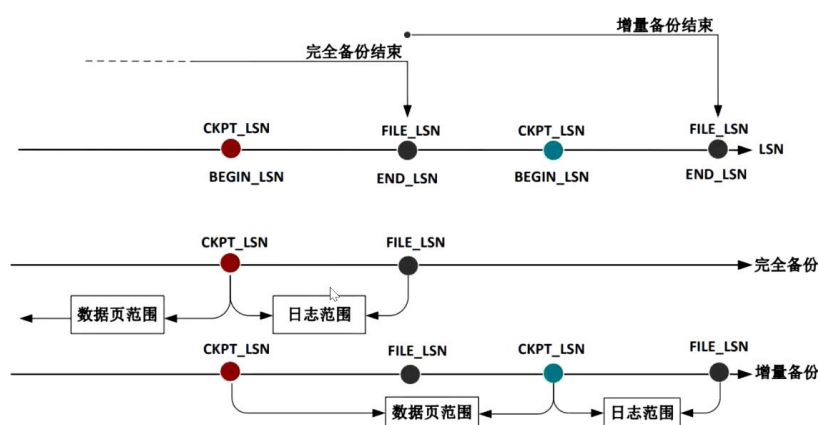 增量备份结束
完全备份结束
CKPT_LSN FILE_LSN CKPT_LSN FILE_LSN
LSN
BEGIN_LSN END_LSN BEGIN_LSN END_LSN
CKPT_LSN FILE_LSN
完全备份
数据页范围 日志范围
CKPT_LSN FILE_LSN CKPT_LSN FILE_LSN
增量备份
数据页范围 日志范围